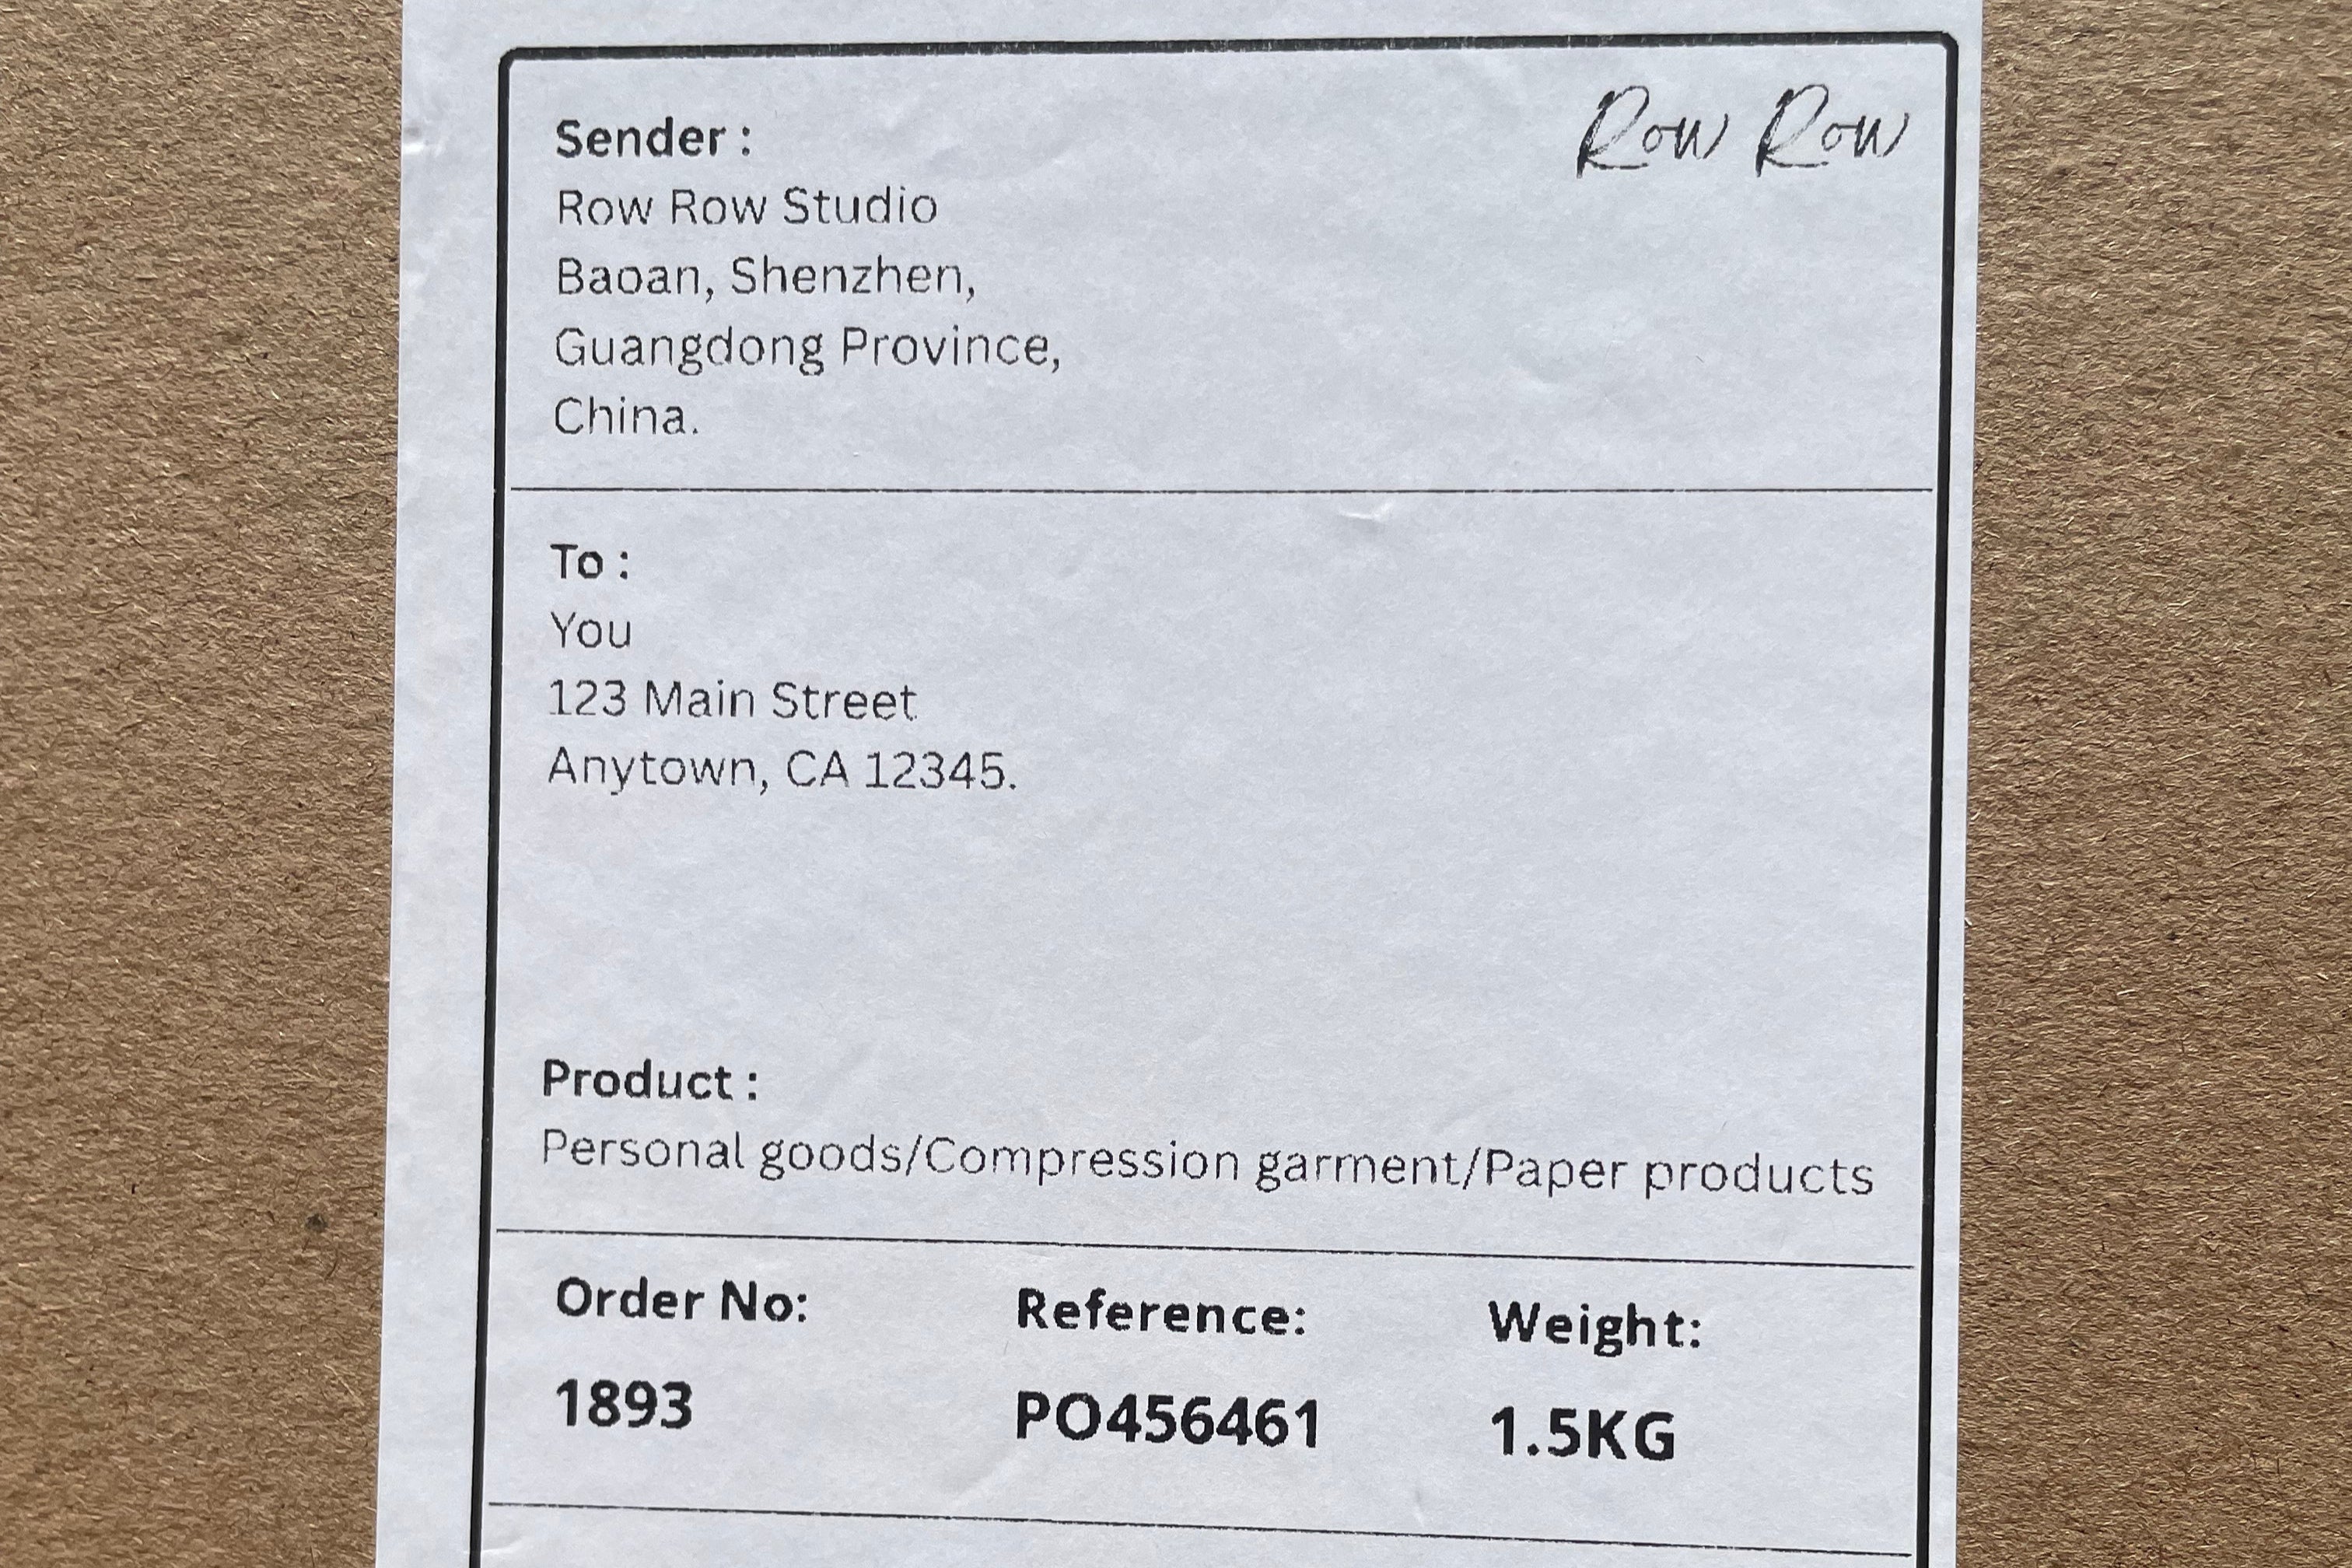 Row Row
Sender :
Row Row Studio
Baoan, Shenzhen,
Guangdong Province,
China.
To :
You
123 Main Street
Anytown, CA 12345.
Product :
Personal goods/Compression garment/Paper products
Order No: Reference: Weight:
1893 PO456461 1.5KG